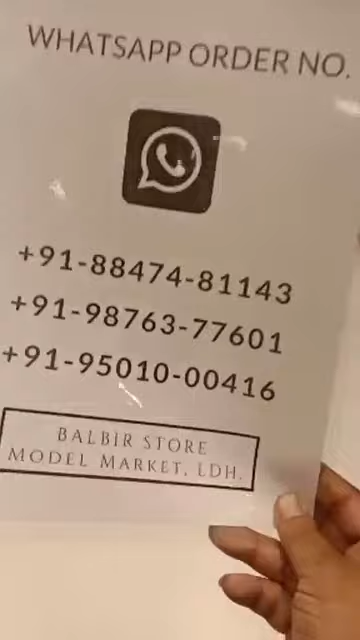 WHATSAPP ORDER NO.
+91-88474-81143
+91-98763-77601
+91-95010-00416
BALBIR STORE
MODEL MARKET, LDH.